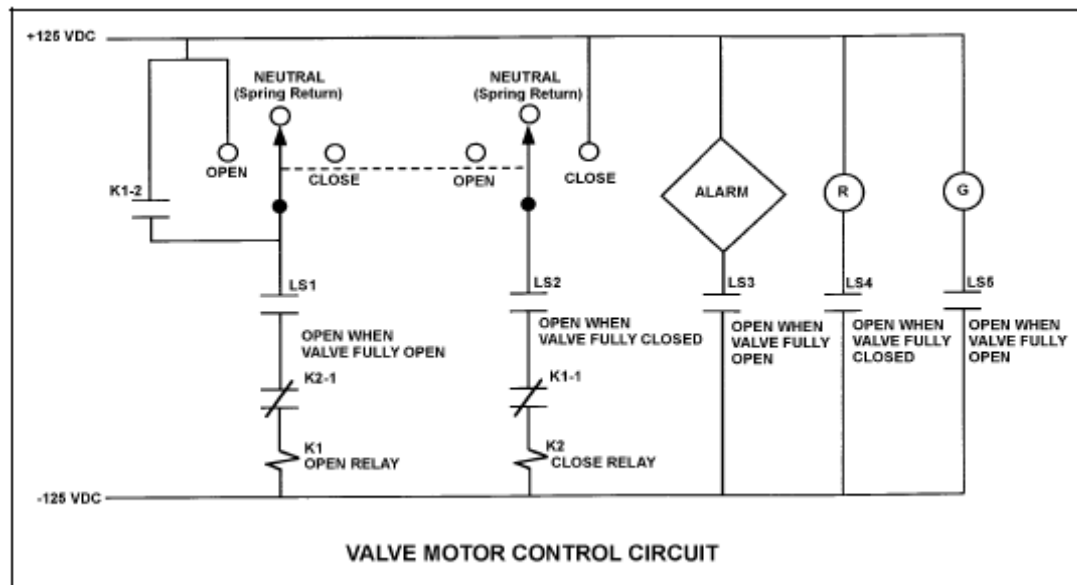 +125 VDC
NEUTRAL
(Spring Return)
NEUTRAL
(Spring Return)
OPEN
CLOSE
OPEN
CLOSE
K1-2
ALARM
R
G
LS1
LS2
LS3
LS4
LS5
OPEN WHEN
VALVE FULLY OPEN
OPEN WHEN
VALVE FULLY CLOSED
OPEN WHEN
VALVE FULLY
OPEN
OPEN WHEN
VALVE FULLY
CLOSED
OPEN WHEN
VALVE FULLY
OPEN
K2-1
K1-1
K1
OPEN RELAY
K2
CLOSE RELAY
-125 VDC
VALVE MOTOR CONTROL CIRCUIT